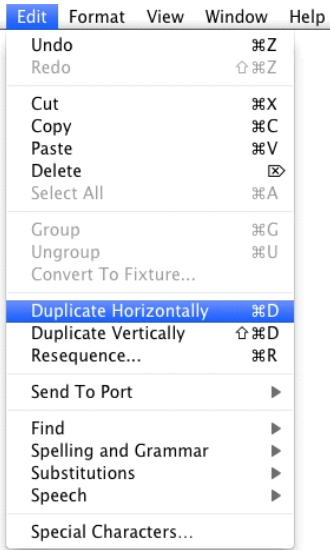 Edit Format View Window Help
Undo ⌘Z
Redo ⇧⌘Z
Cut ⌘X
Copy ⌘C
Paste ⌘V
Delete ⌦
Select All ⌘A
Group ⌘G
Ungroup ⌘U
Convert To Fixture...
Duplicate Horizontally ⌘D
Duplicate Vertically ⇧⌘D
Resequence... ⌘R
Send To Port ▶
Find ▶
Spelling and Grammar ▶
Substitutions ▶
Speech ▶
Special Characters...